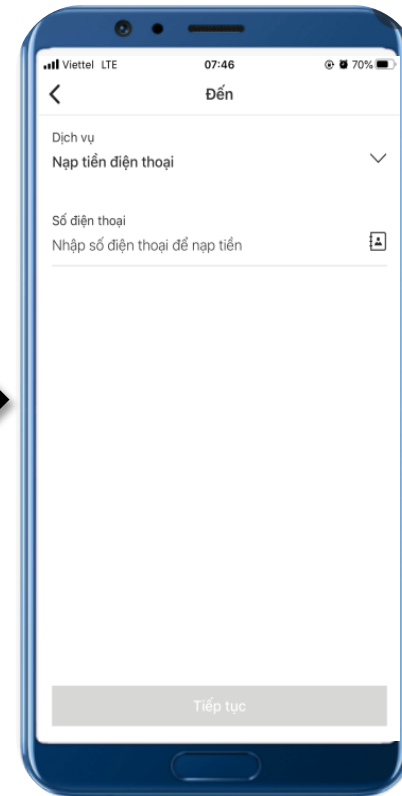 Viettel LTE 07:46 70%
Đến
Dịch vụ
Nạp tiền điện thoại
Số điện thoại
Nhập số điện thoại để nạp tiền
Tiếp tục